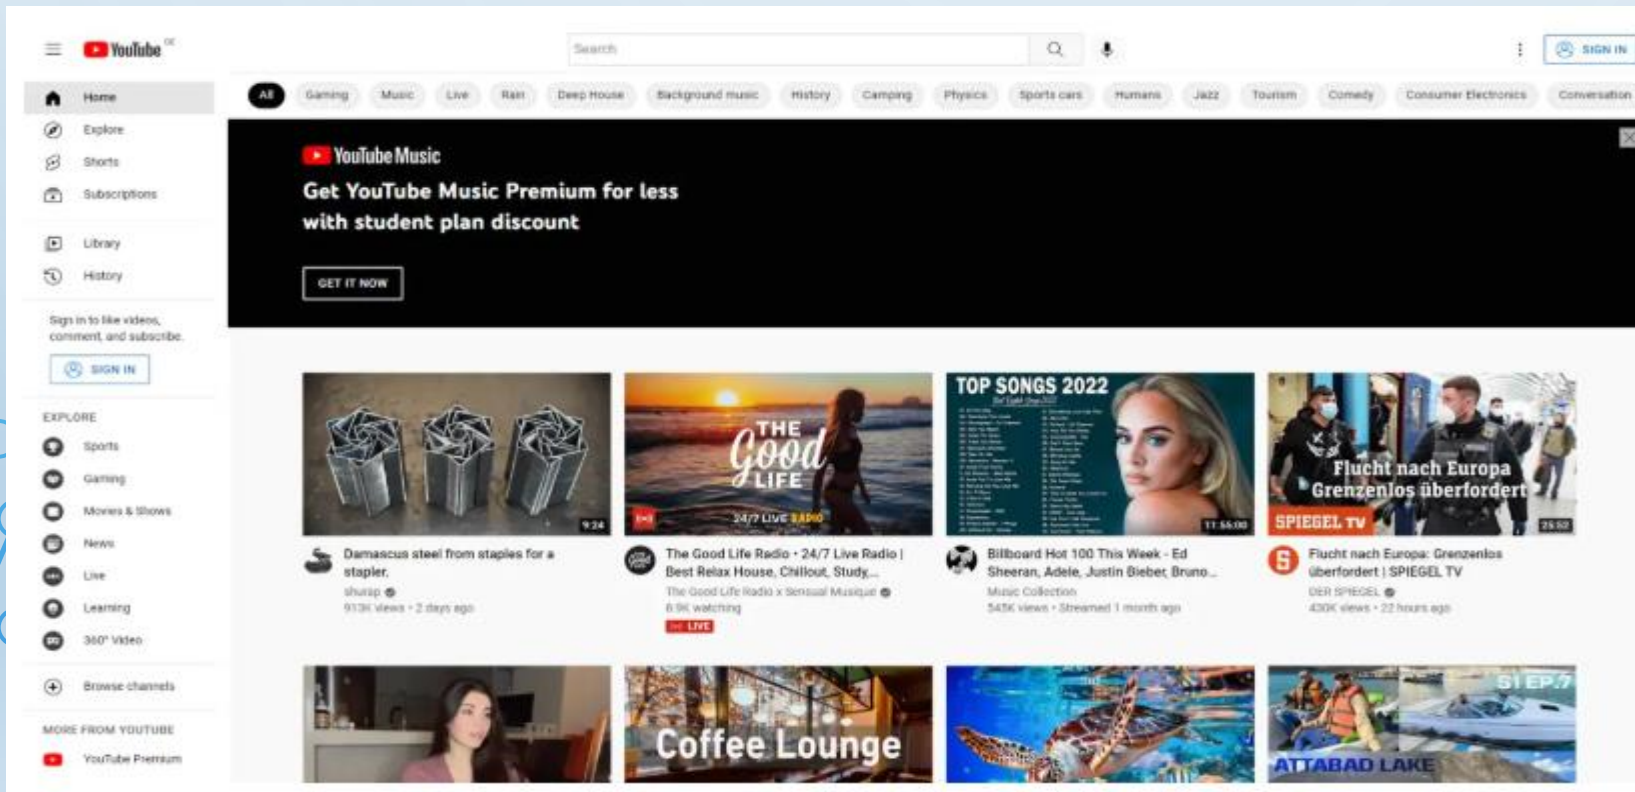 YouTube DE
Search
SIGN IN
Home
Explore
Shorts
Subscriptions
Library
History
Sign in to like videos,
comment, and subscribe.
SIGN IN
EXPLORE
Sports
Gaming
Movies & Shows
News
Live
Learning
360° Video
Browse channels
MORE FROM YOUTUBE
YouTube Premium
All Gaming Music Live Rain Deep House Background music History Camping Physics Sports cars Humans Jazz Tourism Comedy Consumer Electronics Conversation
YouTube Music
Get YouTube Music Premium for less
with student plan discount
GET IT NOW
9:24
Damascus steel from staples for a
stapler.
shurap
913K views • 2 days ago
THE
Good
LIFE
24/7 LIVE RADIO
The Good Life Radio • 24/7 Live Radio |
Best Relax House, Chillout, Study,...
The Good Life Radio x Sensual Musique
6.9K watching
LIVE
TOP SONGS 2022
11:55:00
Billboard Hot 100 This Week - Ed
Sheeran, Adele, Justin Bieber, Bruno...
Music Collection
545K views • Streamed 1 month ago
Flucht nach Europa
Grenzenlos überfordert
SPIEGEL TV
25:52
S
Flucht nach Europa: Grenzenlos
überfordert | SPIEGEL TV
DER SPIEGEL
430K views • 22 hours ago
Coffee Lounge
S1 EP.7
ATTABAD LAKE